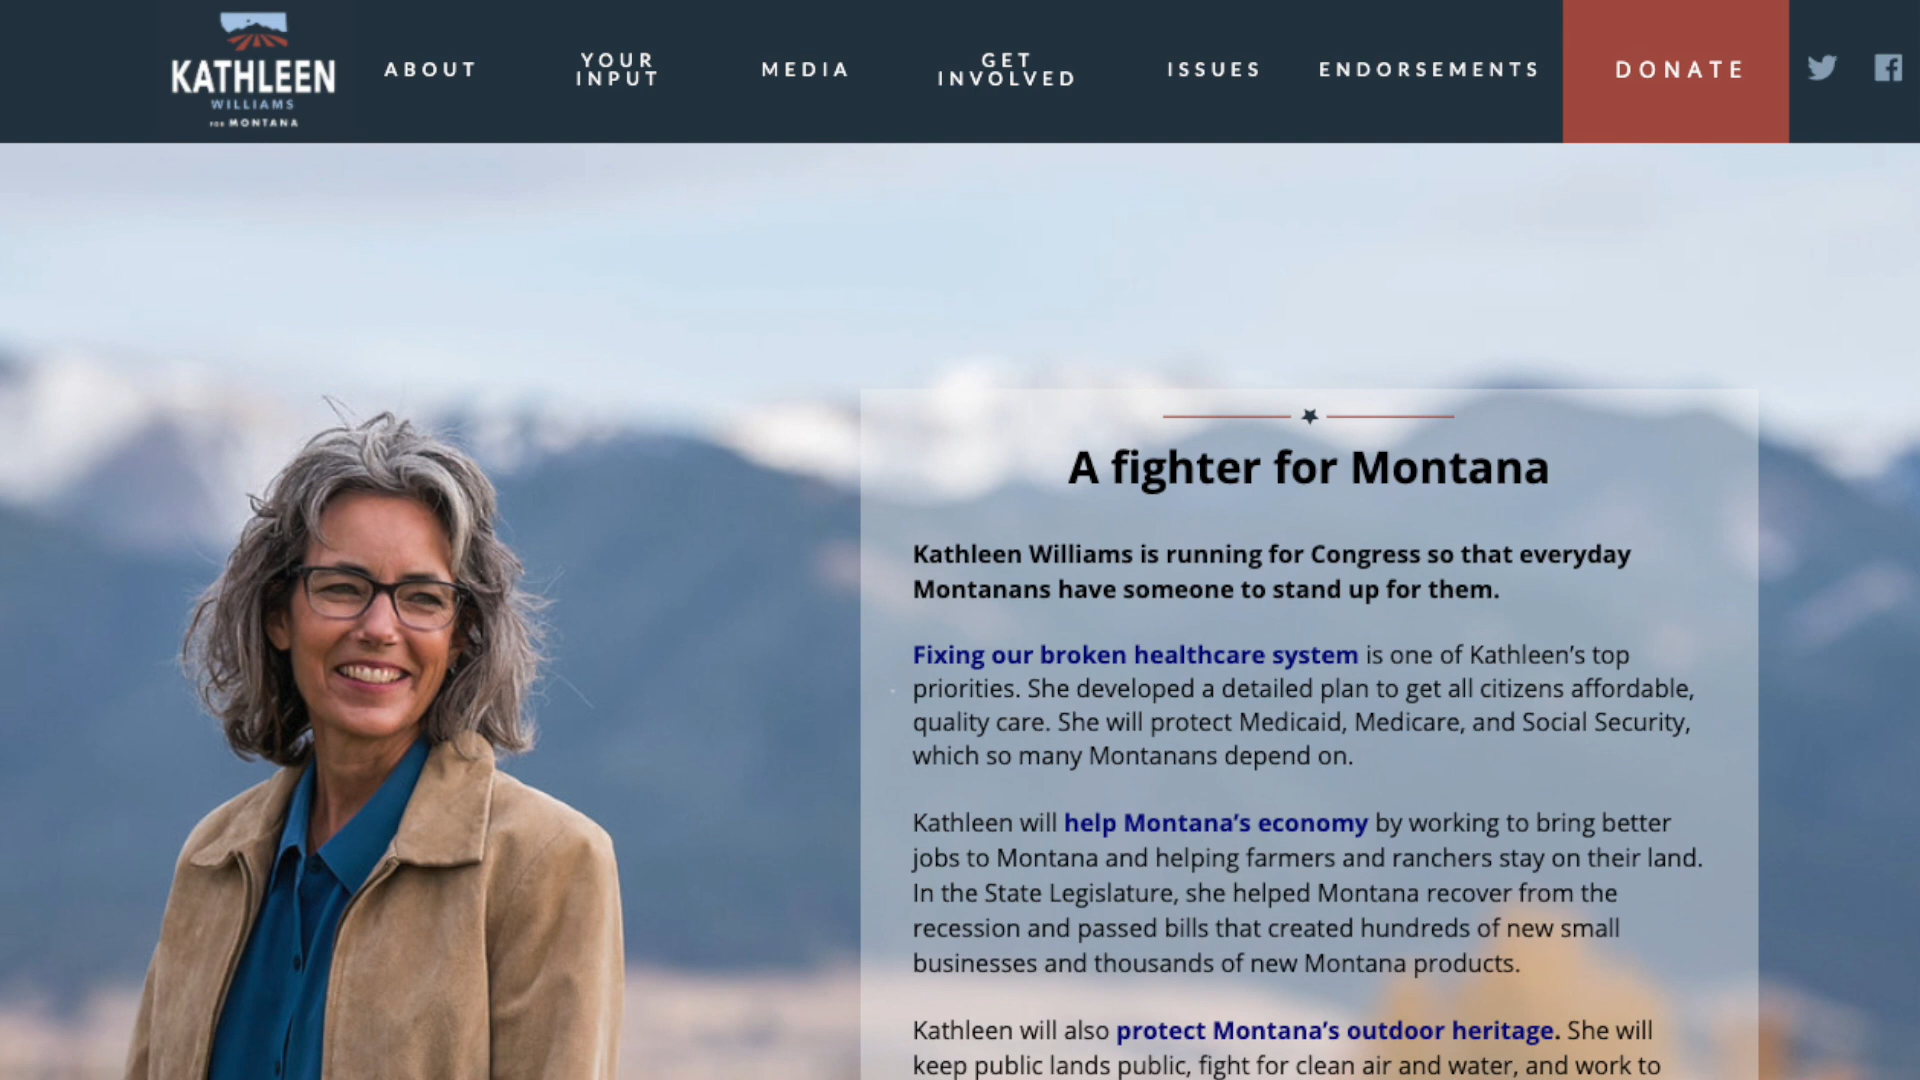 KATHLEEN
WILLIAMS
FOR MONTANA
ABOUT
YOUR
INPUT
MEDIA
GET
INVOLVED
ISSUES
ENDORSEMENTS
DONATE
A fighter for Montana
Kathleen Williams is running for Congress so that everyday
Montanans have someone to stand up for them.
Fixing our broken healthcare system is one of Kathleen’s top
priorities. She developed a detailed plan to get all citizens affordable,
quality care. She will protect Medicaid, Medicare, and Social Security,
which so many Montanans depend on.
Kathleen will help Montana’s economy by working to bring better
jobs to Montana and helping farmers and ranchers stay on their land.
In the State Legislature, she helped Montana recover from the
recession and passed bills that created hundreds of new small
businesses and thousands of new Montana products.
Kathleen will also protect Montana’s outdoor heritage. She will
keep public lands public, fight for clean air and water, and work to